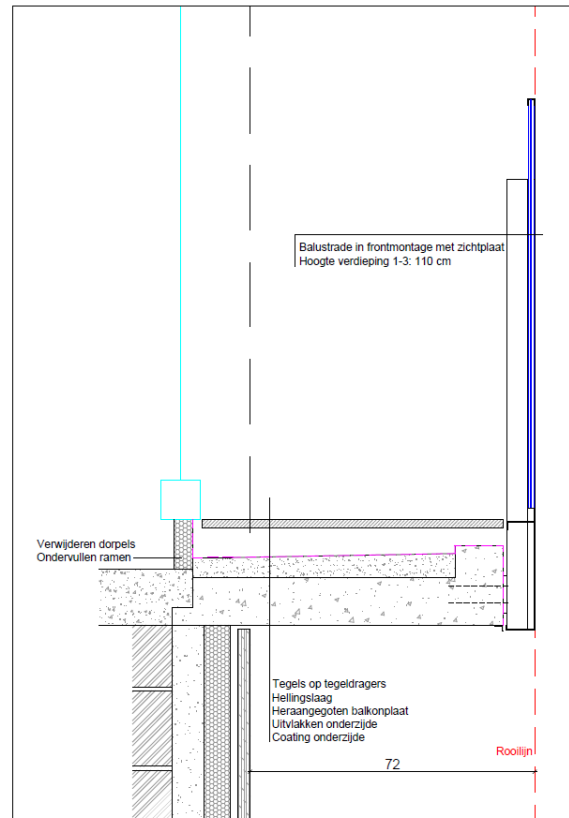 Balustrade in frontmontage met zichtplaat
Hoogte verdieping 1-3: 110 cm
Verwijderen dorpels
Ondervullen ramen
Tegels op tegeldragers
Hellingslaag
Heraangegoten balkonplaat
Uitvlakken onderzijde
Coating onderzijde
Rooilijn
72